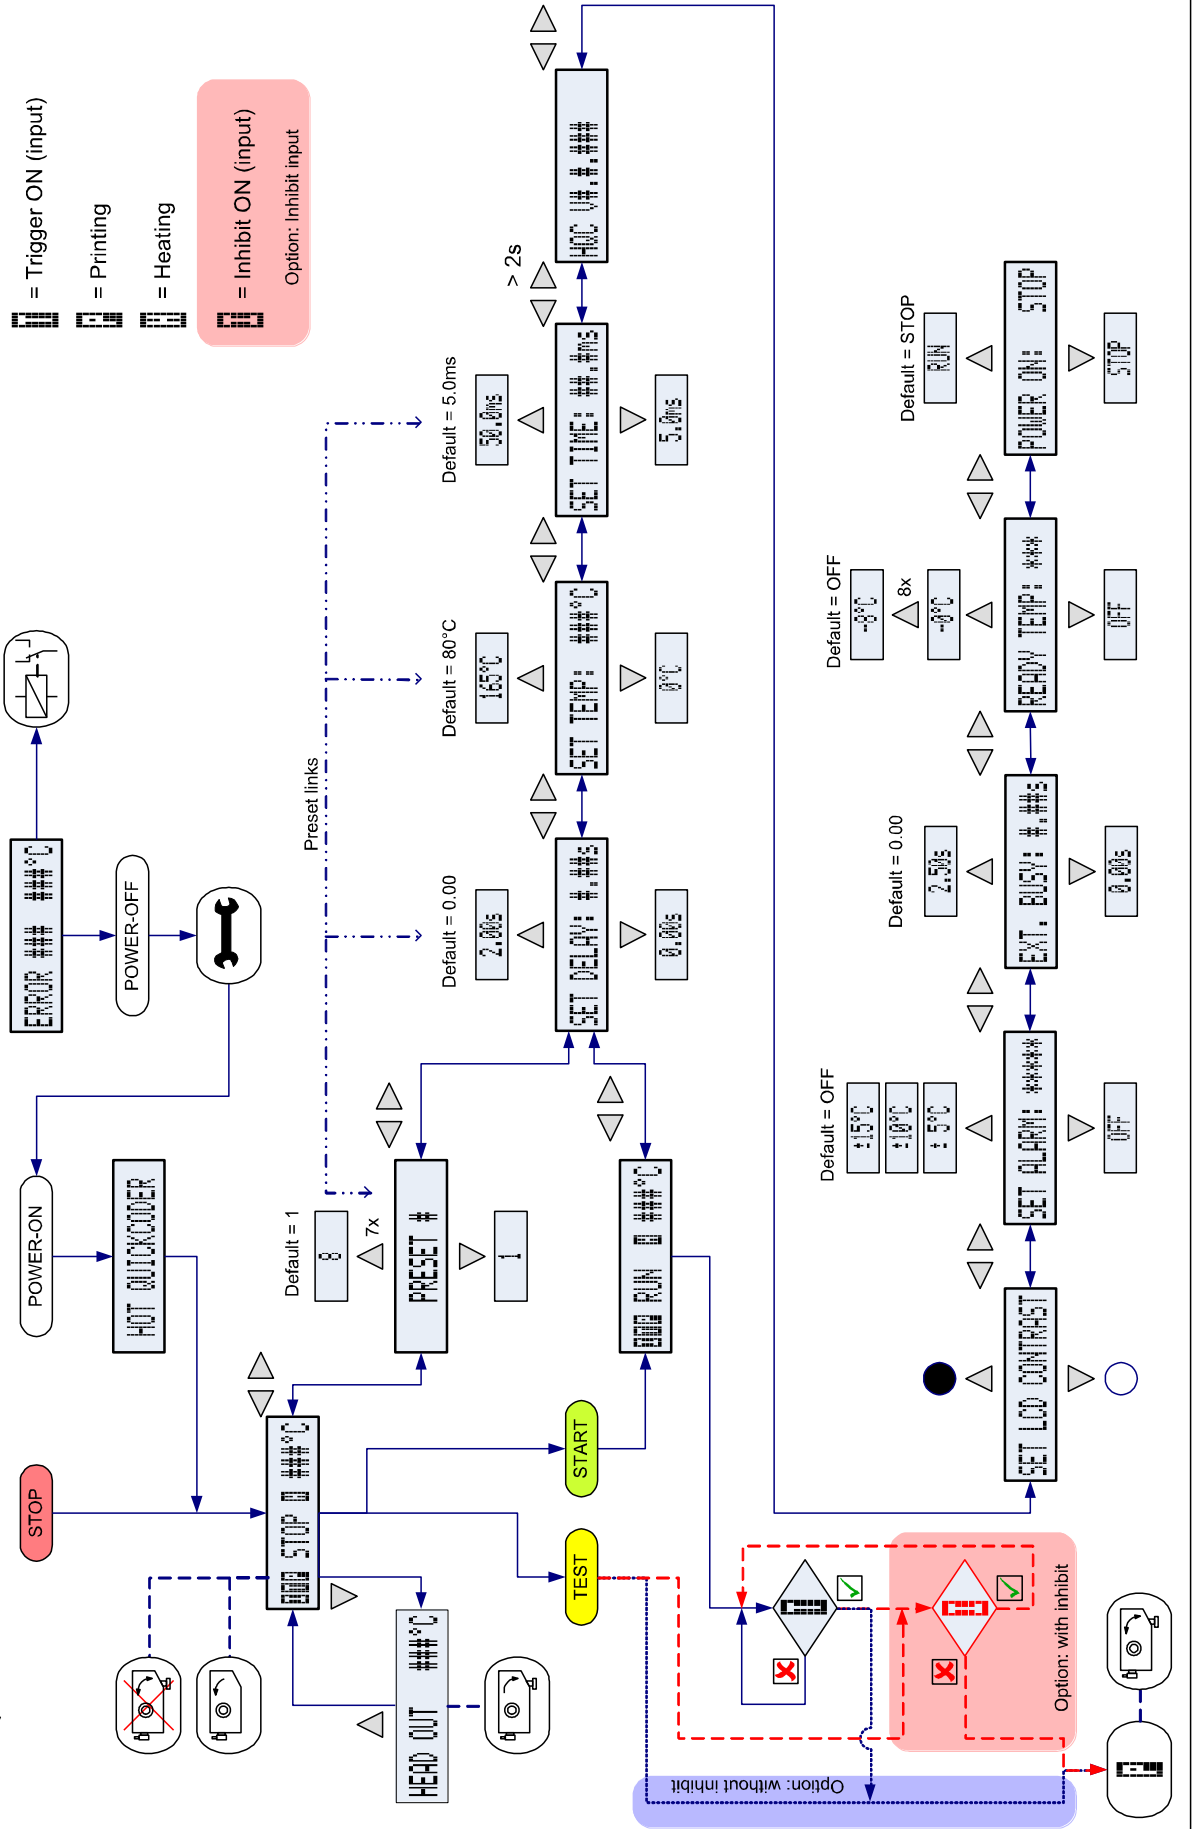 = Trigger ON (input)
= Printing
= Heating
= Inhibit ON (input)
Option: Inhibit input
ERROR ## ###°C
POWER-OFF
POWER-ON
HOT QUICKCODER
STOP
STOP ###°C
HEAD OUT ###°C
TEST
START
Default = 1
8
7x
PRESET #
1
RUN ###°C
Preset links
Default = 0.00
2.00s
SET DELAY: #.##s
0.00s
Default = 80°C
165°C
SET TEMP: ###°C
0°C
Default = 5.0ms
50.0ms
SET TIME: ##.#ms
5.0ms
> 2s
HQC V#.#.##
SET LCD CONTRAST
Default = OFF
±15°C
±10°C
± 5°C
SET ALARM: xxxxx
OFF
Default = 0.00
2.50s
EXT. BUSY: #.##s
0.00s
Default = OFF
-8°C
8x
-0°C
READY TEMP: xxx
OFF
Default = STOP
RUN
POWER ON: STOP
STOP
Option: with inhibit
Option: without inhibit